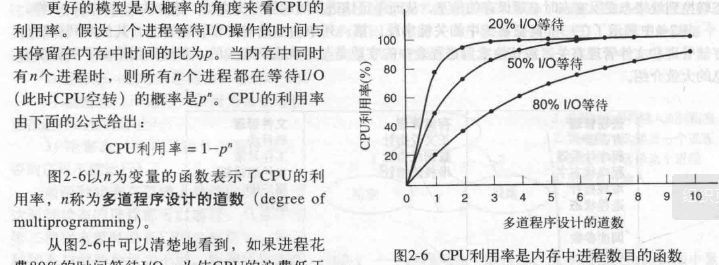 更好的模型是从概率的角度来看CPU的
利用率。假设一个进程等待I/O操作的时间与
其停留在内存中时间的比为p。当内存中同时
有n个进程时，则所有n个进程都在等待I/O
（此时CPU空转）的概率是pⁿ。CPU的利用率
由下面的公式给出：
CPU利用率 = 1−pⁿ
图2-6以n为变量的函数表示了CPU的利
用率，n称为多道程序设计的道数（degree of
multiprogramming）。
从图2-6中可以清楚地看到，如果进程花
费80%的时间等待I/O，为使CPU的浪费低于
20% I/O等待
50% I/O等待
80% I/O等待
CPU利用率(%)
100
80
60
40
20
0 1 2 3 4 5 6 7 8 9 10
多道程序设计的道数
图2-6 CPU利用率是内存中进程数目的函数